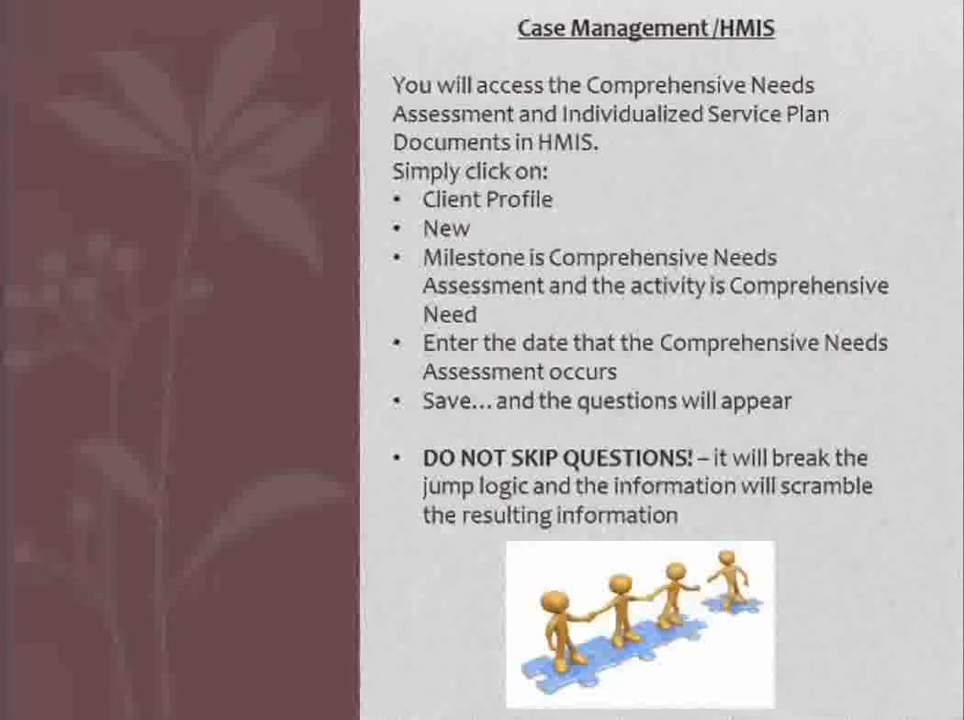 Case Management /HMIS
You will access the Comprehensive Needs
Assessment and Individualized Service Plan
Documents in HMIS.
Simply click on:
• Client Profile
• New
• Milestone is Comprehensive Needs
Assessment and the activity is Comprehensive
Need
• Enter the date that the Comprehensive Needs
Assessment occurs
• Save… and the questions will appear
• DO NOT SKIP QUESTIONS! – it will break the
jump logic and the information will scramble
the resulting information